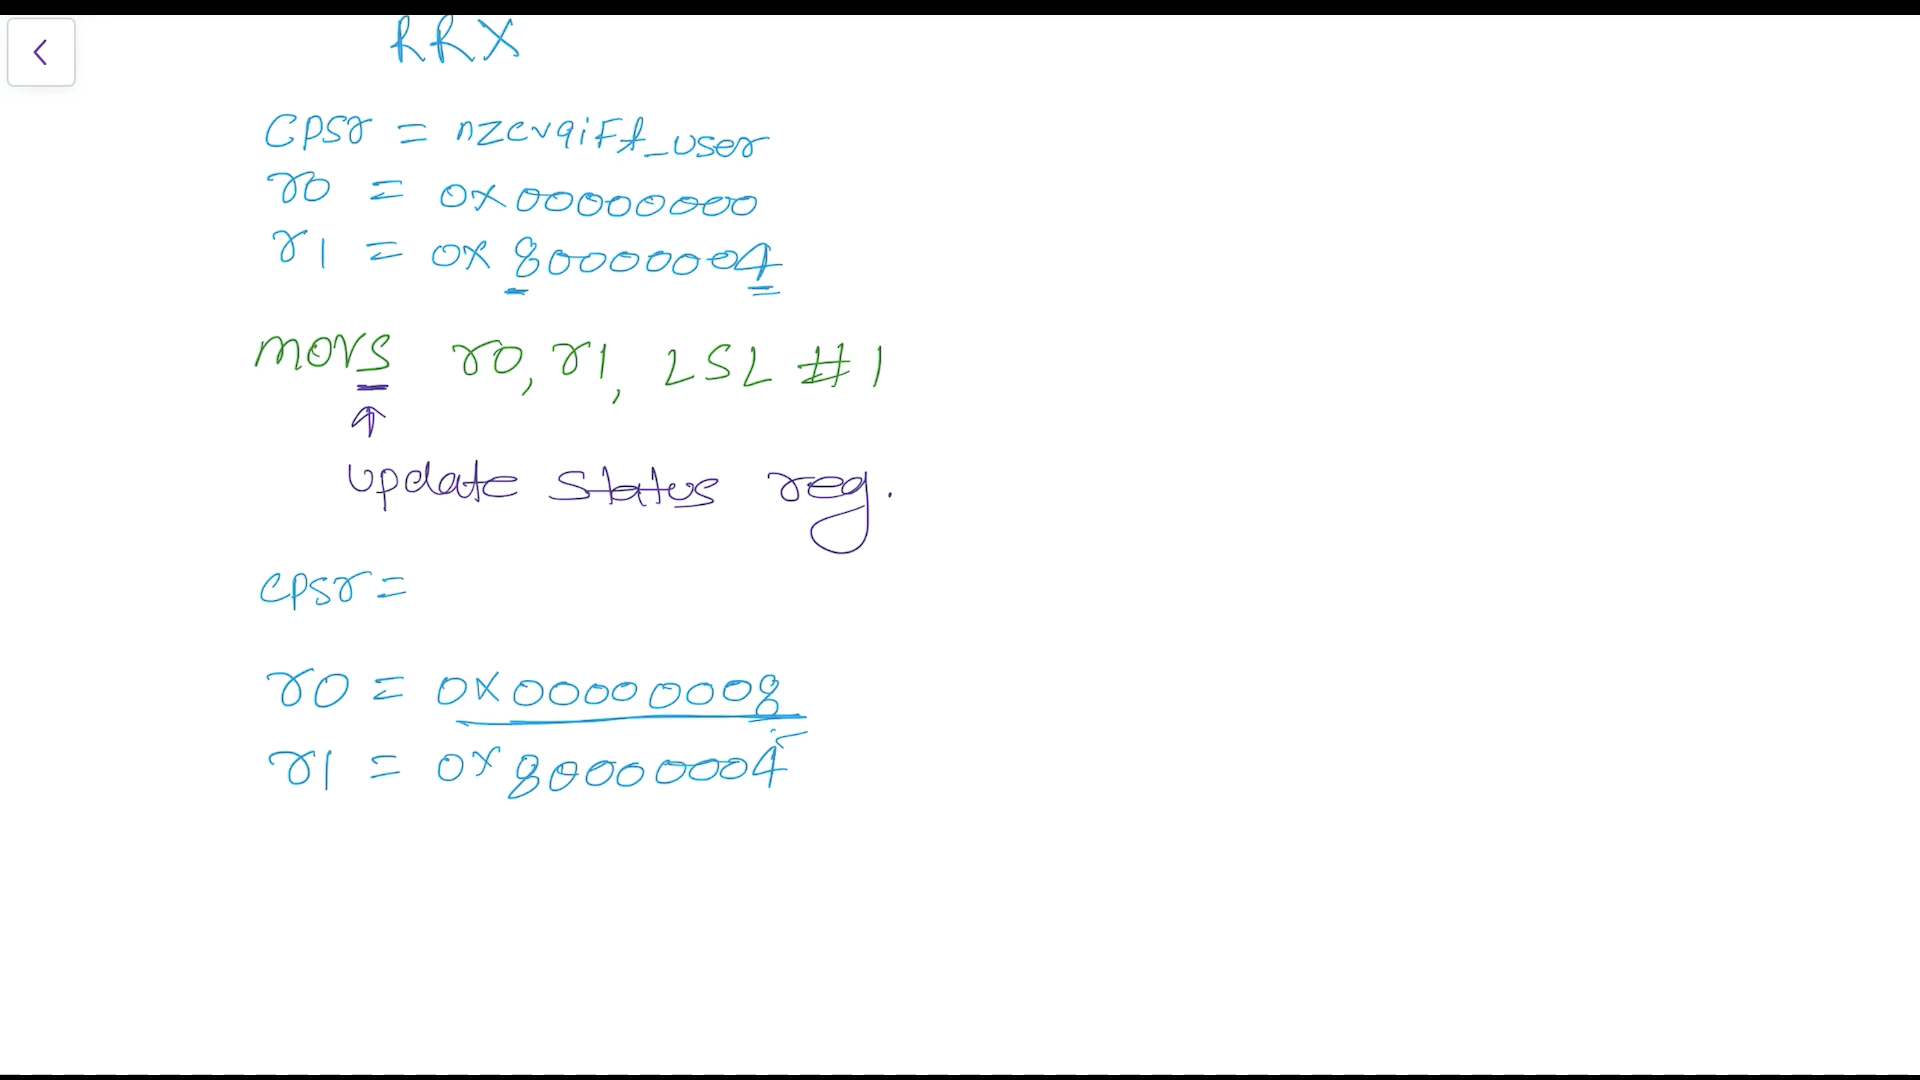 RRX
cpsr = nzcvqiFt_user
r0 = 0x00000000
r1 = 0x80000004
MOVS r0, r1, LSL #1
update status reg.
cpsr =
r0 = 0x00000008
r1 = 0x80000004